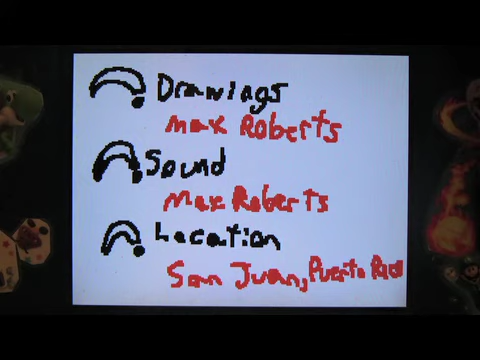 Drawings
Max Roberts
Sound
Max Roberts
Location
San Juan, Puerto Rico